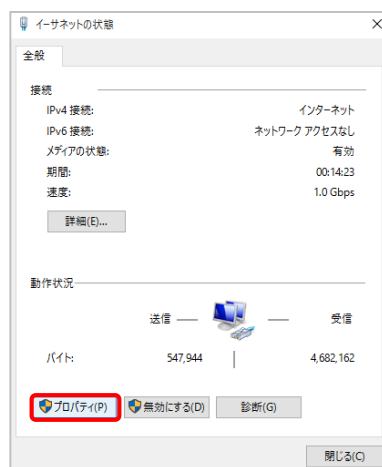 イーサネットの状態
全般
接続
IPv4 接続: インターネット
IPv6 接続: ネットワーク アクセスなし
メディアの状態: 有効
期間: 00:14:23
速度: 1.0 Gbps
詳細(E)...
動作状況
送信 受信
バイト: 547,944 4,682,162
プロパティ(P) 無効にする(D) 診断(G)
閉じる(C)